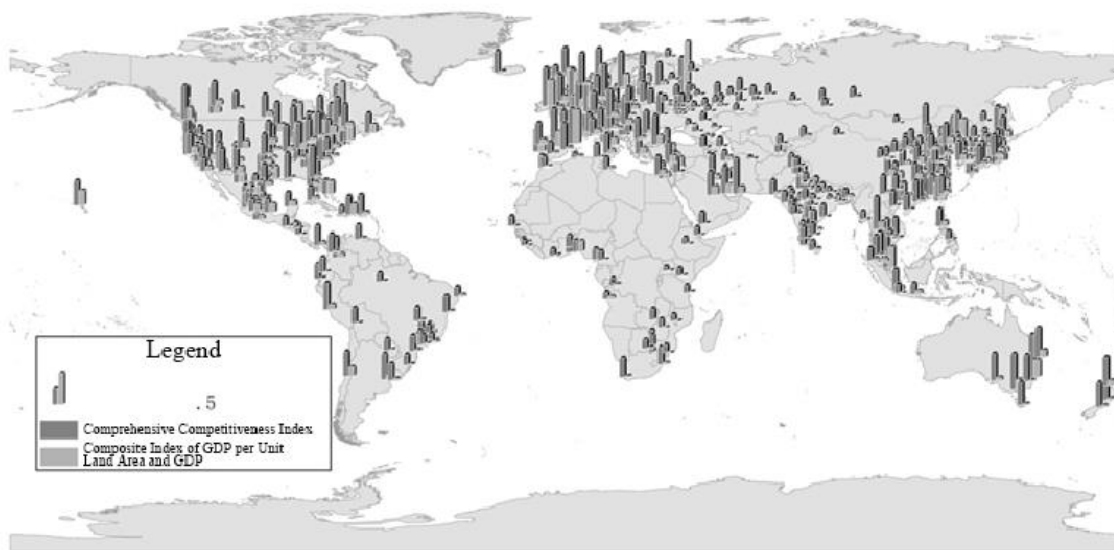 Legend
.5
Comprehensive Competitiveness Index
Composite Index of GDP per Unit
Land Area and GDP